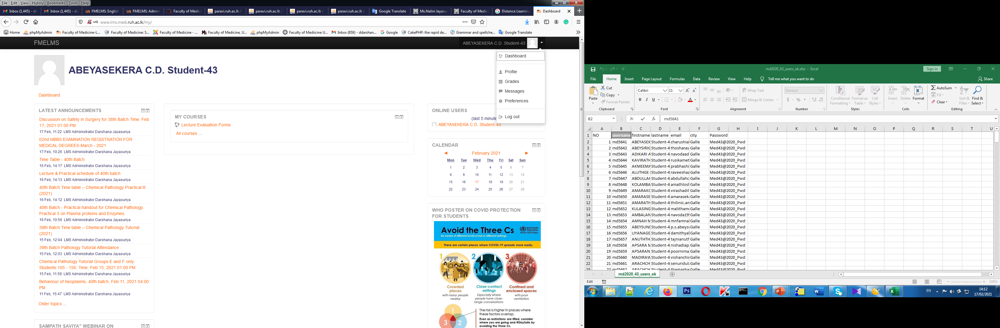 File Edit View History Bookmarks Tools Help
Inbox (1,445) - dd
Inbox (1,445) - dd
FMELMS: English
FMELMS: Admin
Faculty of Medici
paravi.ruh.ac.lk /
paravi.ruh.ac.lk /
paravi.ruh.ac.lk /
paravi.ruh.ac.lk /
Google Translate
Ms.Nalini Jayasur
Faculty of Medici
Distance Learning
Dashboard
www.lms.medi.ruh.ac.lk/my/
Home
phpMyAdmin
Faculty of Medicine-L...
Faculty of Medicine: S...
Faculty of Medicine - ...
Faculty of Medicine, U...
phpMyAdmin
Faculty of Mediicine U...
Inbox (859) - ddarshan...
Google
CakePHP: the rapid de...
Grammar and spellche...
Google Translate
FMELMS
ABEYASEKERA C.D. Student-43
Dashboard
Profile
Grades
Messages
Preferences
Log out
ABEYASEKERA C.D. Student-43
Dashboard
LATEST ANNOUNCEMENTS
Discussion on Safety in Surgery for 38th Batch Time: Feb
17, 2021 01:00 PM
17 Feb, 11:22 LMS Administrator Darshana Jayasuriya
02nd MBBS EXAMINATION REGISTRATION FOR
MEDICAL DEGREES-March - 2021
17 Feb, 10:26 LMS Administrator Darshana Jayasuriya
Time Table - 40th Batch
16 Feb, 14:17 LMS Administrator Darshana Jayasuriya
Lecture & Practical schedule of 40th batch
16 Feb, 14:13 LMS Administrator Darshana Jayasuriya
40th Batch Time table – Chemical Pathology Practical lll
(2021)
16 Feb, 14:12 LMS Administrator Darshana Jayasuriya
40th Batch - Practical handout for Chemical Pathology
Practical 3 on Plasma proteins and Enzymes.
16 Feb, 10:56 LMS Administrator Darshana Jayasuriya
39th Batch Time table – Chemical Pathology Tutorial
(2021)
15 Feb, 12:04 LMS Administrator Darshana Jayasuriya
39th Batch Pathology Tutorial Attendance
15 Feb, 12:03 LMS Administrator Darshana Jayasuriya
Chemical Pathology Tutorial Groups E and F only
Students 105 - 156. Time: Feb 15, 2021 01:00 PM
15 Feb, 11:59 LMS Administrator Darshana Jayasuriya
Behaviour of Neoplasms, 40th batch, Feb 11, 2021 04:00
PM
11 Feb, 15:47 LMS Administrator Darshana Jayasuriya
Older topics ...
SAMPATH SAVIYA" WEBINAR ON
MY COURSES
Lecture Evaluation Forms
All courses ...
ONLINE USERS
(last 5 minute
ABEYASEKERA C.D. Student-43
CALENDAR
February 2021
Mon Tue Wed Thu Fri Sat Sun
1 2 3 4 5 6 7
8 9 10 11 12 13 14
15 16 17 18 19 20 21
22 23 24 25 26 27 28
WHO POSTER ON COVID PROTECTION
FOR STUDENTS
Avoid the Three Cs
World Health
Organization
Western Pacific Region
Be aware of different levels of risk in different settings.
There are certain places where COVID-19 spreads more easily:
1 2 3
Crowded
places
with many people
nearby
Close-contact
settings
Especially where
people have close-
range conversations
Confined and
enclosed spaces
with poor
ventilation
1
3 2
The risk is higher in places where
these factors overlap.
Even as restrictions are lifted, consider
where you are going and #StaySafe by
avoiding the Three Cs.
md2020_43_users_ok.xlsx - Excel
Sign in
File Home Insert Page Layout Formulas Data Review View Help Tell me what you want to do Share
Paste
Cut
Copy
Format Painter
Clipboard
Calibri 11
B I U
Font
Wrap Text
Merge & Center
Alignment
General
Number
Conditional
Formatting
Format as
Table
Cell
Styles
Styles
Insert Delete Format
Cells
AutoSum
Fill
Clear
Sort &
Filter
Find &
Select
Editing
B2
md5641
A B C D E F G H I J K L M N O P Q R S T U
1 NO username firstname lastname email city Password
2 1 md5641 ABEYASEK Student-4 charushial Galle Med43@2020_Pwd
3 2 md5642 ABEYSIRIG Student-4 thosharas Galle Med43@2020_Pwd
4 3 md5643 ADIKARI A Student-4 navodaad Galle Med43@2020_Pwd
5 4 md5644 KAVIRATH Student-4 rusikamet Galle Med43@2020_Pwd
6 5 md5645 AKMEEMA Student-4 prabhashi Galle Med43@2020_Pwd
7 6 md5646 ALUTHGE Student-4 raveeshaa Galle Med43@2020_Pwd
8 7 md5647 ABDULLAH Student-4 abdullahc Galle Med43@2020_Pwd
9 8 md5648 KOLAMBA Student-4 amathlosh Galle Med43@2020_Pwd
10 9 md5649 AMARAKO Student-4 virashadil Galle Med43@2020_Pwd
11 10 md5650 AMARASE Student-4 amaraseka Galle Med43@2020_Pwd
12 11 md5651 AMARATH Student-4 thilinic.an Galle Med43@2020_Pwd
13 12 md5652 KULASING Student-4 malithame Galle Med43@2020_Pwd
14 13 md5653 AMBALAN Student-4 navoda199 Galle Med43@2020_Pwd
15 14 md5654 AMNAH M Student-4 mnfamnal Galle Med43@2020_Pwd
16 15 md5655 ABEYSUND Student-4 p.s.abeysu Galle Med43@2020_Pwd
17 16 md5656 LIYANAGE Student-4 damithyal Galle Med43@2020_Pwd
18 17 md5657 ANUTHTH Student-4 tajnianuth Galle Med43@2020_Pwd
19 18 md5658 APSARA M Student-4 nishadiap Galle Med43@2020_Pwd
20 19 md5659 APSARAN Student-4 poornima Galle Med43@2020_Pwd
21 20 md5660 MADIRAW Student-4 vishanchir Galle Med43@2020_Pwd
22 21 md5661 ARACHCH Student-4 senuridula Galle Med43@2020_Pwd
23 22 md5662 ARACHCH Student-4 thamasha Galle Med43@2020_Pwd
md2020_43_users_ok
Edit
100%
EN
14:12
17/02/2021